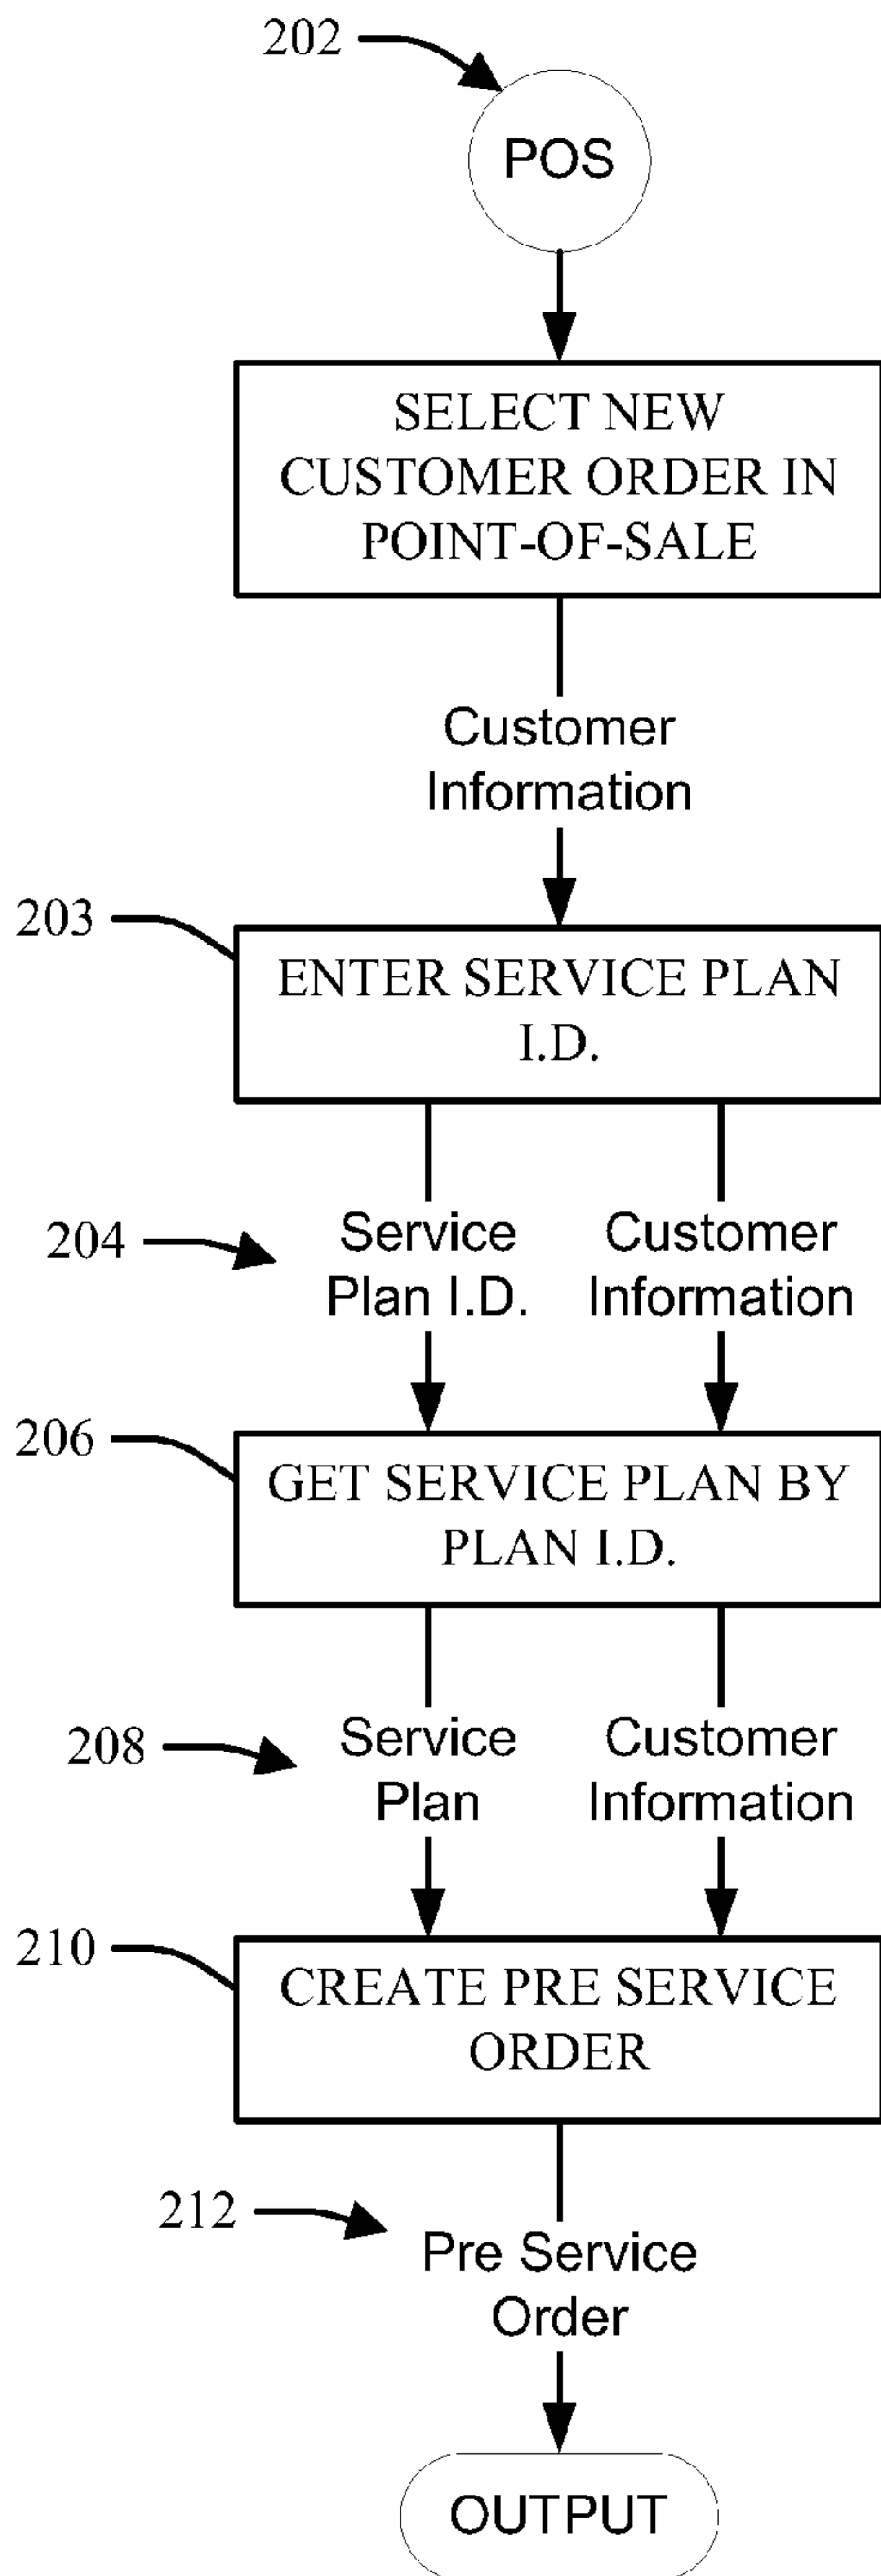 202
POS
SELECT NEW
CUSTOMER ORDER IN
POINT-OF-SALE
Customer
Information
203
ENTER SERVICE PLAN
I.D.
204
Service
Plan I.D.
Customer
Information
206
GET SERVICE PLAN BY
PLAN I.D.
208
Service
Plan
Customer
Information
210
CREATE PRE SERVICE
ORDER
212
Pre Service
Order
OUTPUT